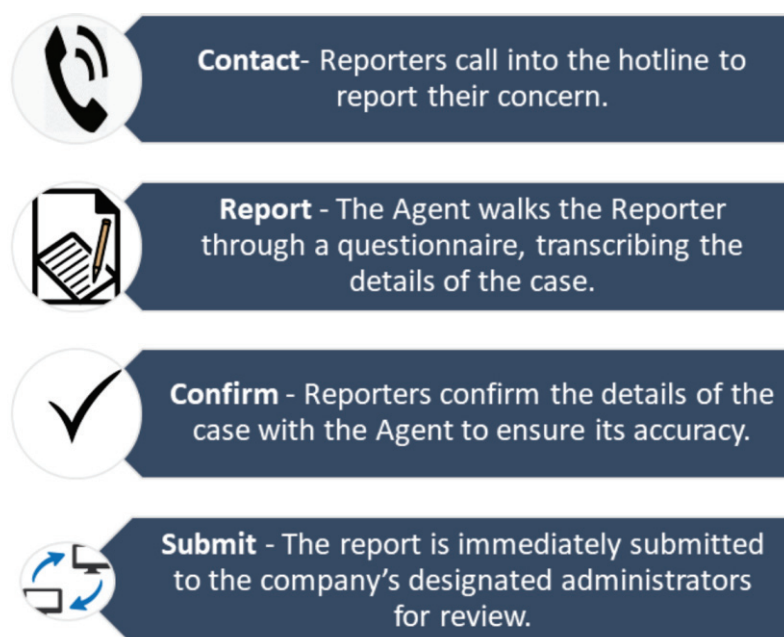 Contact- Reporters call into the hotline to
report their concern.
Report - The Agent walks the Reporter
through a questionnaire, transcribing the
details of the case.
Confirm - Reporters confirm the details of the
case with the Agent to ensure its accuracy.
Submit - The report is immediately submitted
to the company's designated administrators
for review.